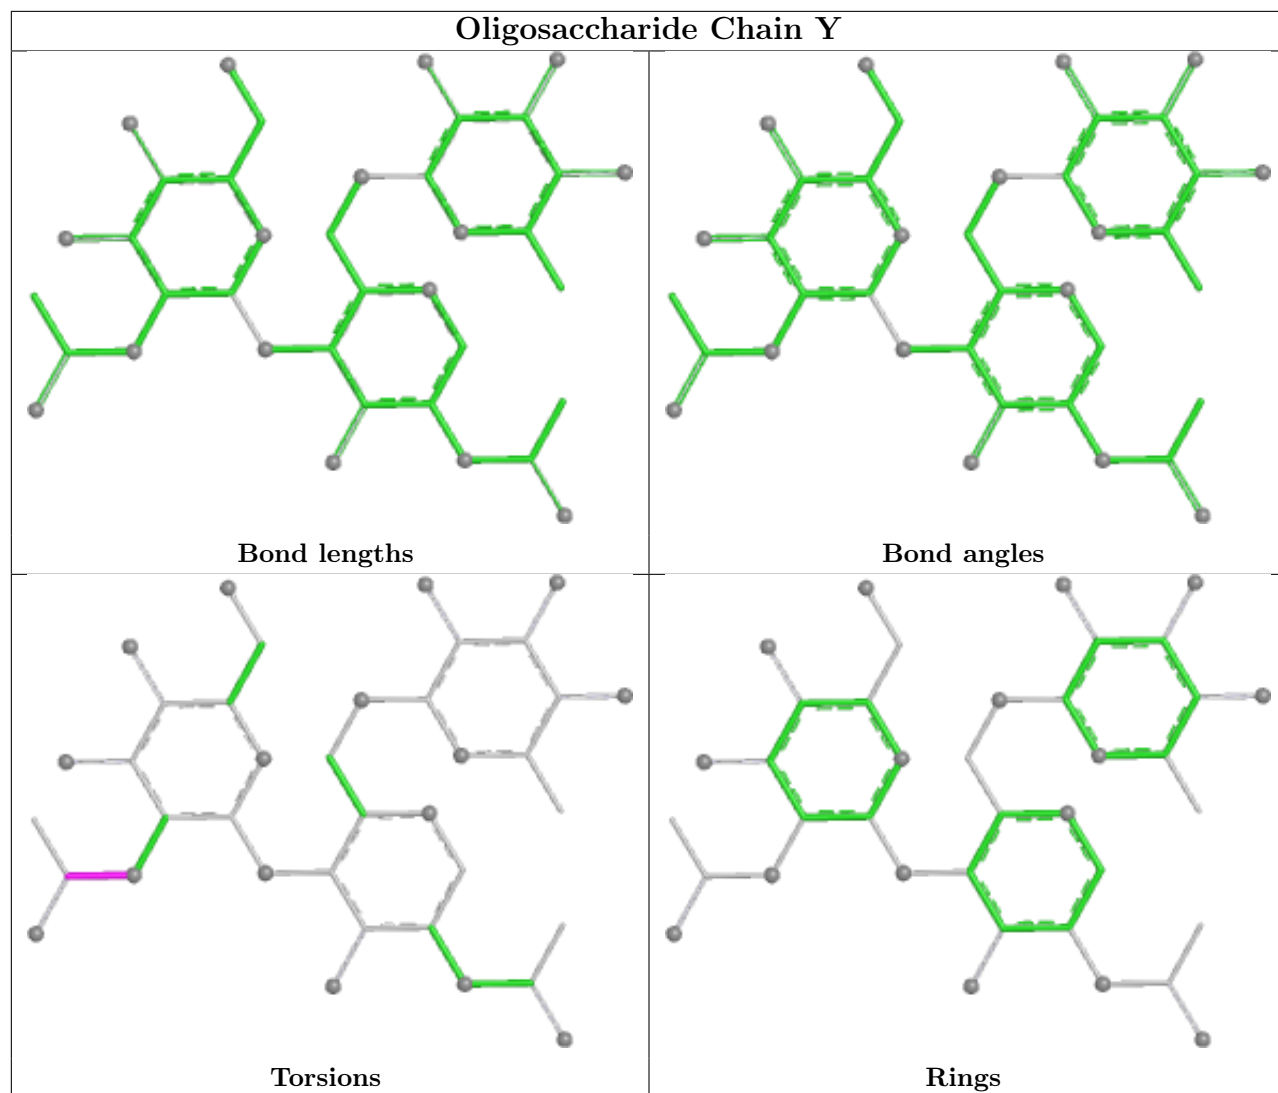 Oligosaccharide Chain Y
Bond lengths
Bond angles
Torsions
Rings